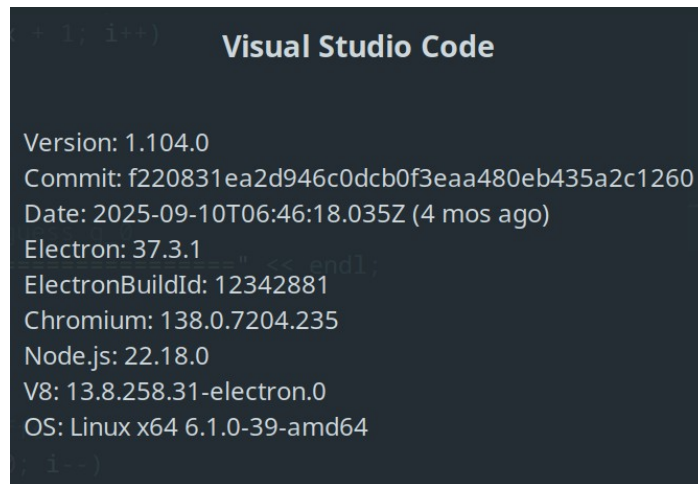 + 1; i++)
Visual Studio Code
Version: 1.104.0
Commit: f220831ea2d946c0dcb0f3eaa480eb435a2c1260
Date: 2025-09-10T06:46:18.035Z (4 mos ago)
Electron: 37.3.1
================" << endl;
ElectronBuildId: 12342881
Chromium: 138.0.7204.235
Node.js: 22.18.0
V8: 13.8.258.31-electron.0
OS: Linux x64 6.1.0-39-amd64
; i--)